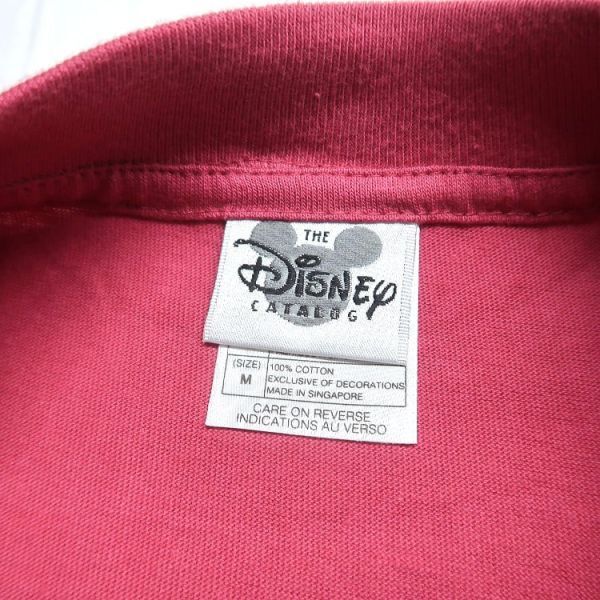 THE
DISNEY
CATALOG
(SIZE)
M
100% COTTON
EXCLUSIVE OF DECORATIONS
MADE IN SINGAPORE
CARE ON REVERSE
INDICATIONS AU VERSO